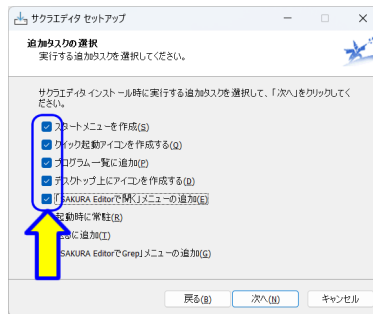 サクラエディタ セットアップ
追加タスクの選択
実行する追加タスクを選択してください。
サクラエディタ インストール時に実行する追加タスクを選択して、「次へ」をクリックしてください。
スタートメニューを作成(S)
クイック起動アイコンを作成する(Q)
プログラム一覧に追加(P)
デスクトップ上にアイコンを作成する(D)
「SAKURA Editorで開く」メニューの追加(E)
起動時に常駐(R)
に追加(T)
SAKURA EditorでGrep」メニューの追加(G)
戻る(B)
次へ(N)
キャンセル